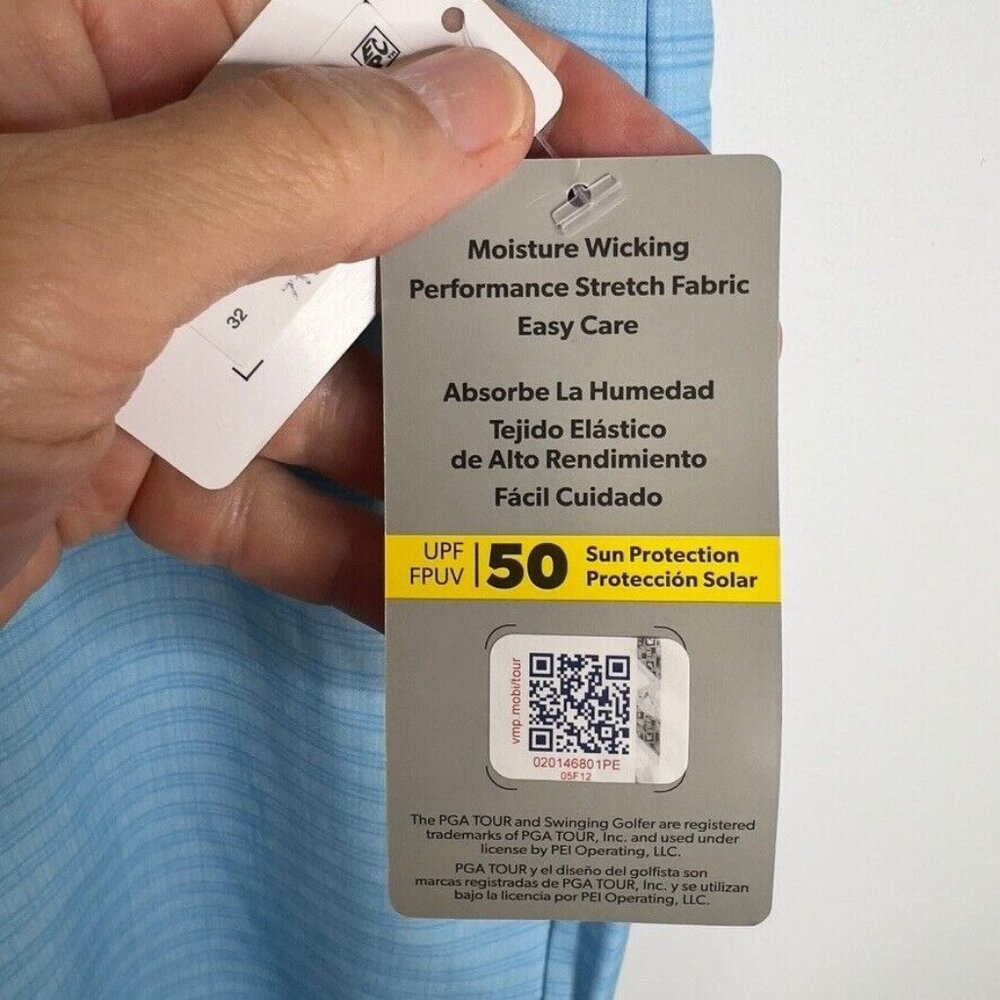 EPC
32
Moisture Wicking
Performance Stretch Fabric
Easy Care
Absorbe La Humedad
Tejido Elástico
de Alto Rendimiento
Fácil Cuidado
UPF
FPUV
50
Sun Protection
Protección Solar
vmp.mobi/tour
020146801PE
05F12
The PGA TOUR and Swinging Golfer are registered
trademarks of PGA TOUR, Inc. and used under
license by PEI Operating, LLC.
PGA TOUR y el diseño del golfista son
marcas registradas de PGA TOUR, Inc. y se utilizan
bajo la licencia por PEI Operating, LLC.